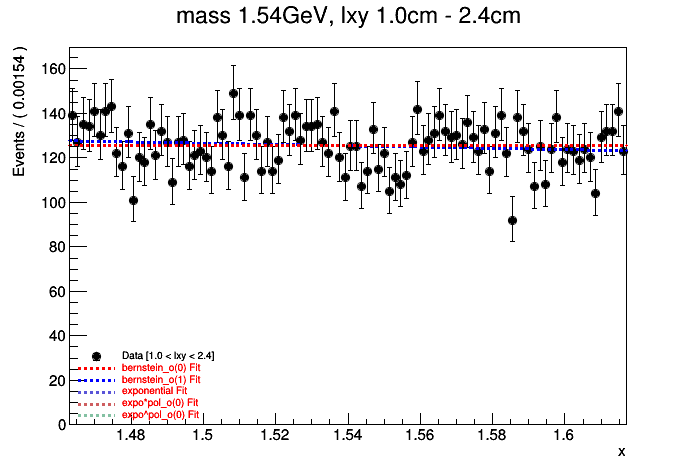 mass 1.54GeV, lxy 1.0cm - 2.4cm
Events / ( 0.00154 )
160
140
120
100
80
60
40
20
0
Data [1.0 < lxy < 2.4]
bernstein_o(0) Fit
bernstein_o(1) Fit
exponential Fit
expo*pol_o(0) Fit
expo^pol_o(0) Fit
1.48 1.5 1.52 1.54 1.56 1.58 1.6
x